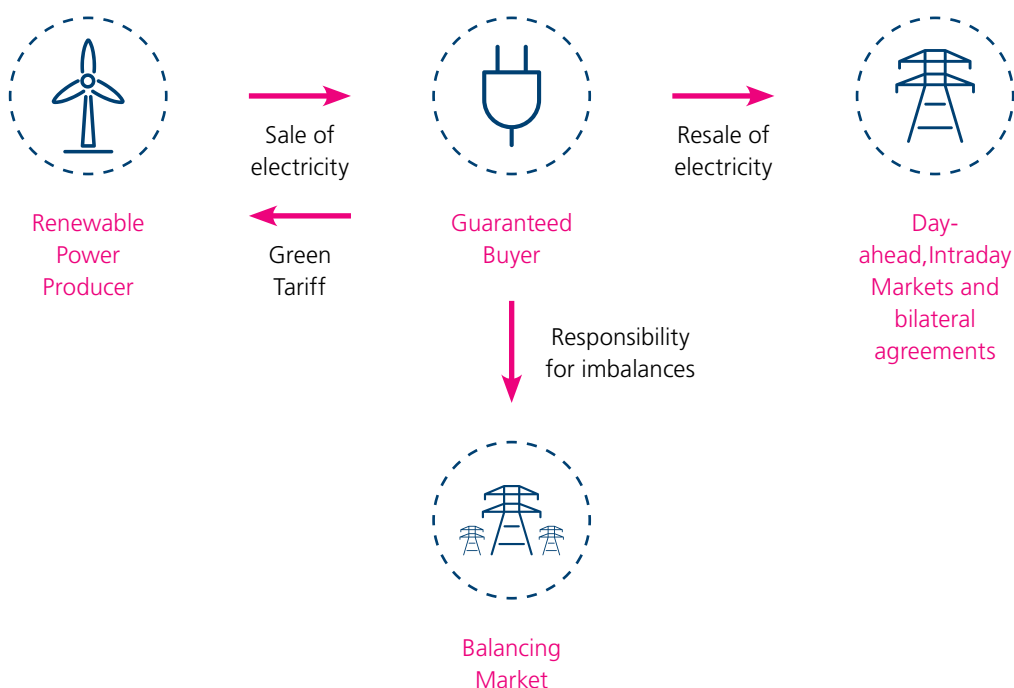 Sale of
electricity
Resale of
electricity
Renewable
Power
Producer
Green
Tariff
Guaranteed
Buyer
Day-
ahead,Intraday
Markets and
bilateral
agreements
Responsibility
for imbalances
Balancing
Market